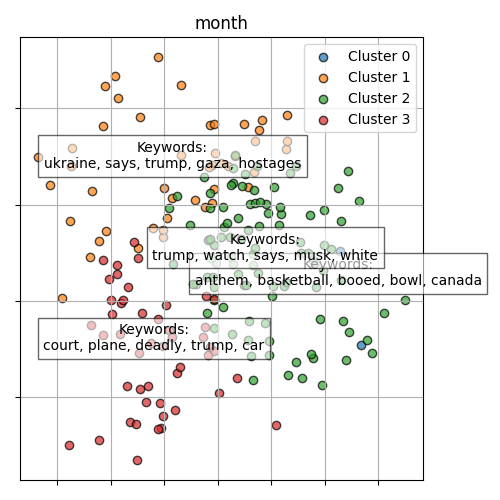 month
Cluster 0
Cluster 1
Cluster 2
Cluster 3
Keywords:
ukraine, says, trump, gaza, hostages
Keywords:
trump, watch, says, musk, white
Keywords:
anthem, basketball, booed, bowl, canada
Keywords:
court, plane, deadly, trump, car